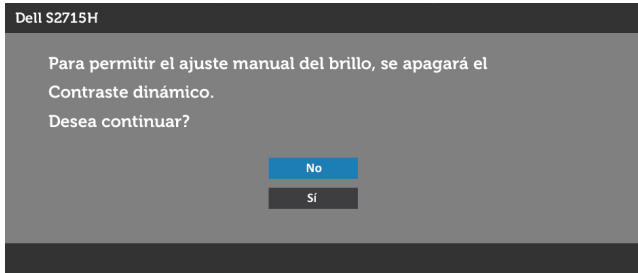 Dell S2715H
Para permitir el ajuste manual del brillo, se apagará el
Contraste dinámico.
Desea continuar?
No
Sí